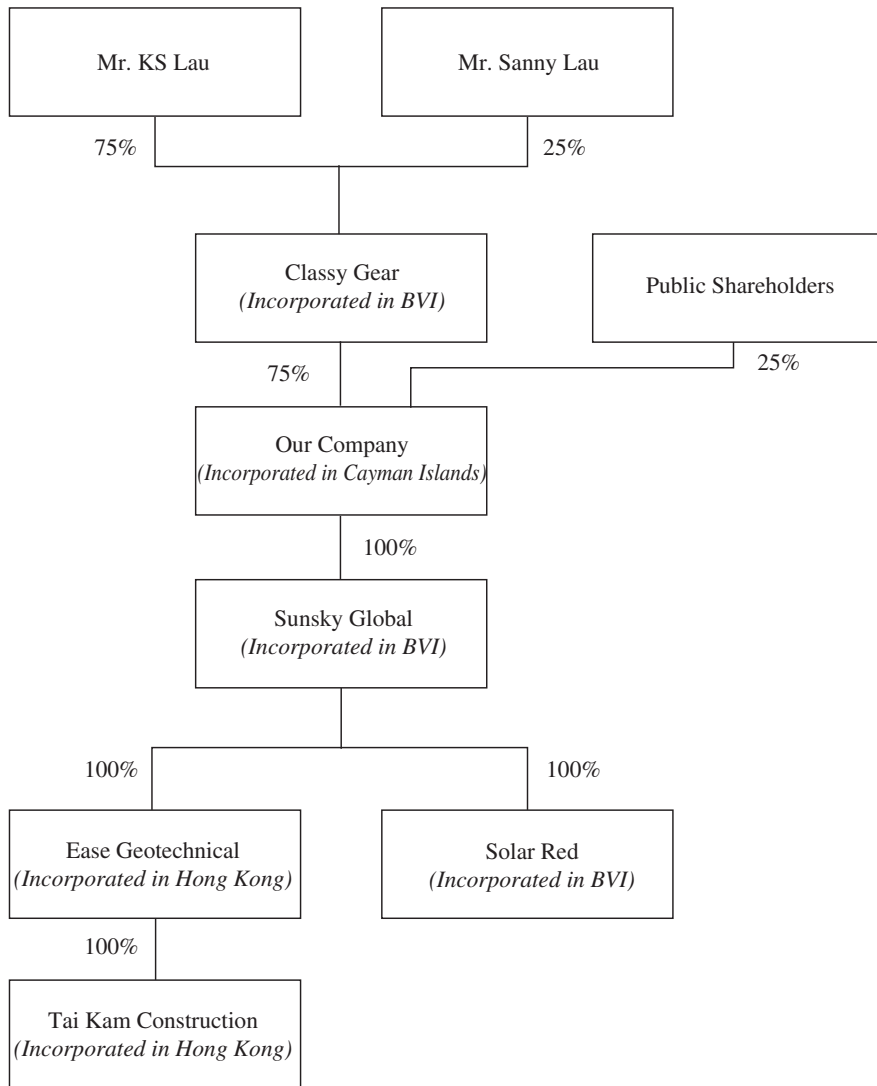 Mr. KS Lau
Mr. Sanny Lau
75%
25%
Classy Gear
(Incorporated in BVI)
Public Shareholders
75%
25%
Our Company
(Incorporated in Cayman Islands)
100%
Sunsky Global
(Incorporated in BVI)
100%
100%
Ease Geotechnical
(Incorporated in Hong Kong)
Solar Red
(Incorporated in BVI)
100%
Tai Kam Construction
(Incorporated in Hong Kong)